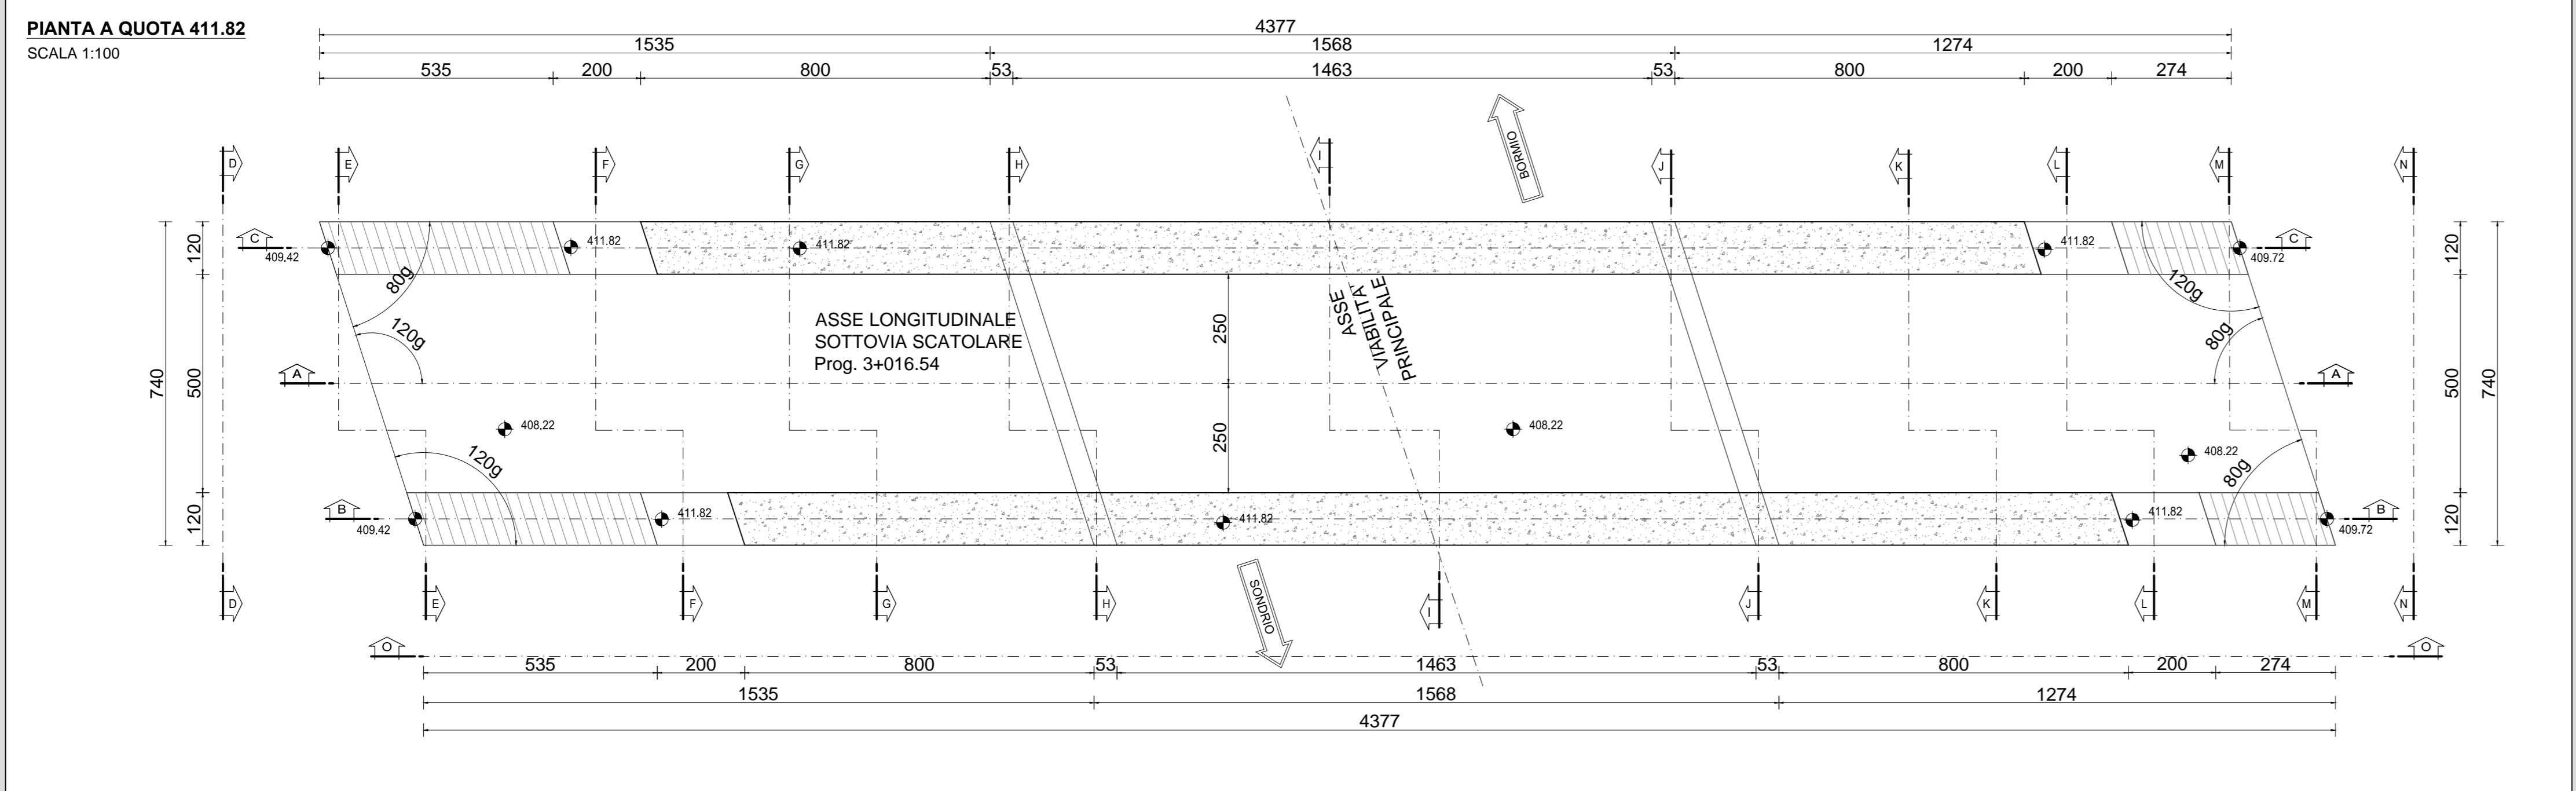 PIANTA A QUOTA 411.82
SCALA 1:100
4377
1535 1568 1274
535 200 800 53 1463 53 800 200 274
BORMIO
D E F G H I J K L M N
C 409.42 411.82 411.82 411.82 409.72 C
120 120
80g 120g
120g 80g
ASSE LONGITUDINALE
SOTTOVIA SCATOLARE
Prog. 3+016.54
250
ASSE
VIABILITA'
PRINCIPALE
A A
740 500 500 740
408.22 408.22 408.22
250
120g 80g
B 409.42 411.82 411.82 411.82 409.72 B
120 120
D E F G H I J K L M N
SONDRIO
O O
535 200 800 53 1463 53 800 200 274
1535 1568 1274
4377